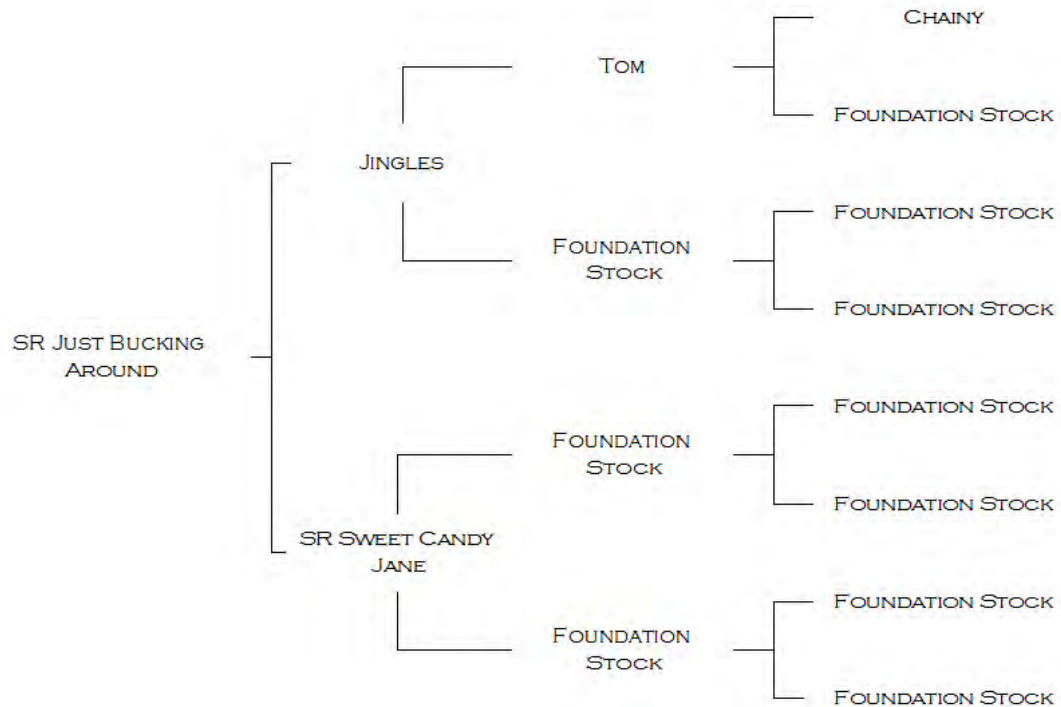 Chainy
Tom
Foundation Stock
Jingles
Foundation Stock
Foundation
Stock
Foundation Stock
SR Just Bucking
Around
Foundation Stock
Foundation
Stock
Foundation Stock
SR Sweet Candy
Jane
Foundation Stock
Foundation
Stock
Foundation Stock